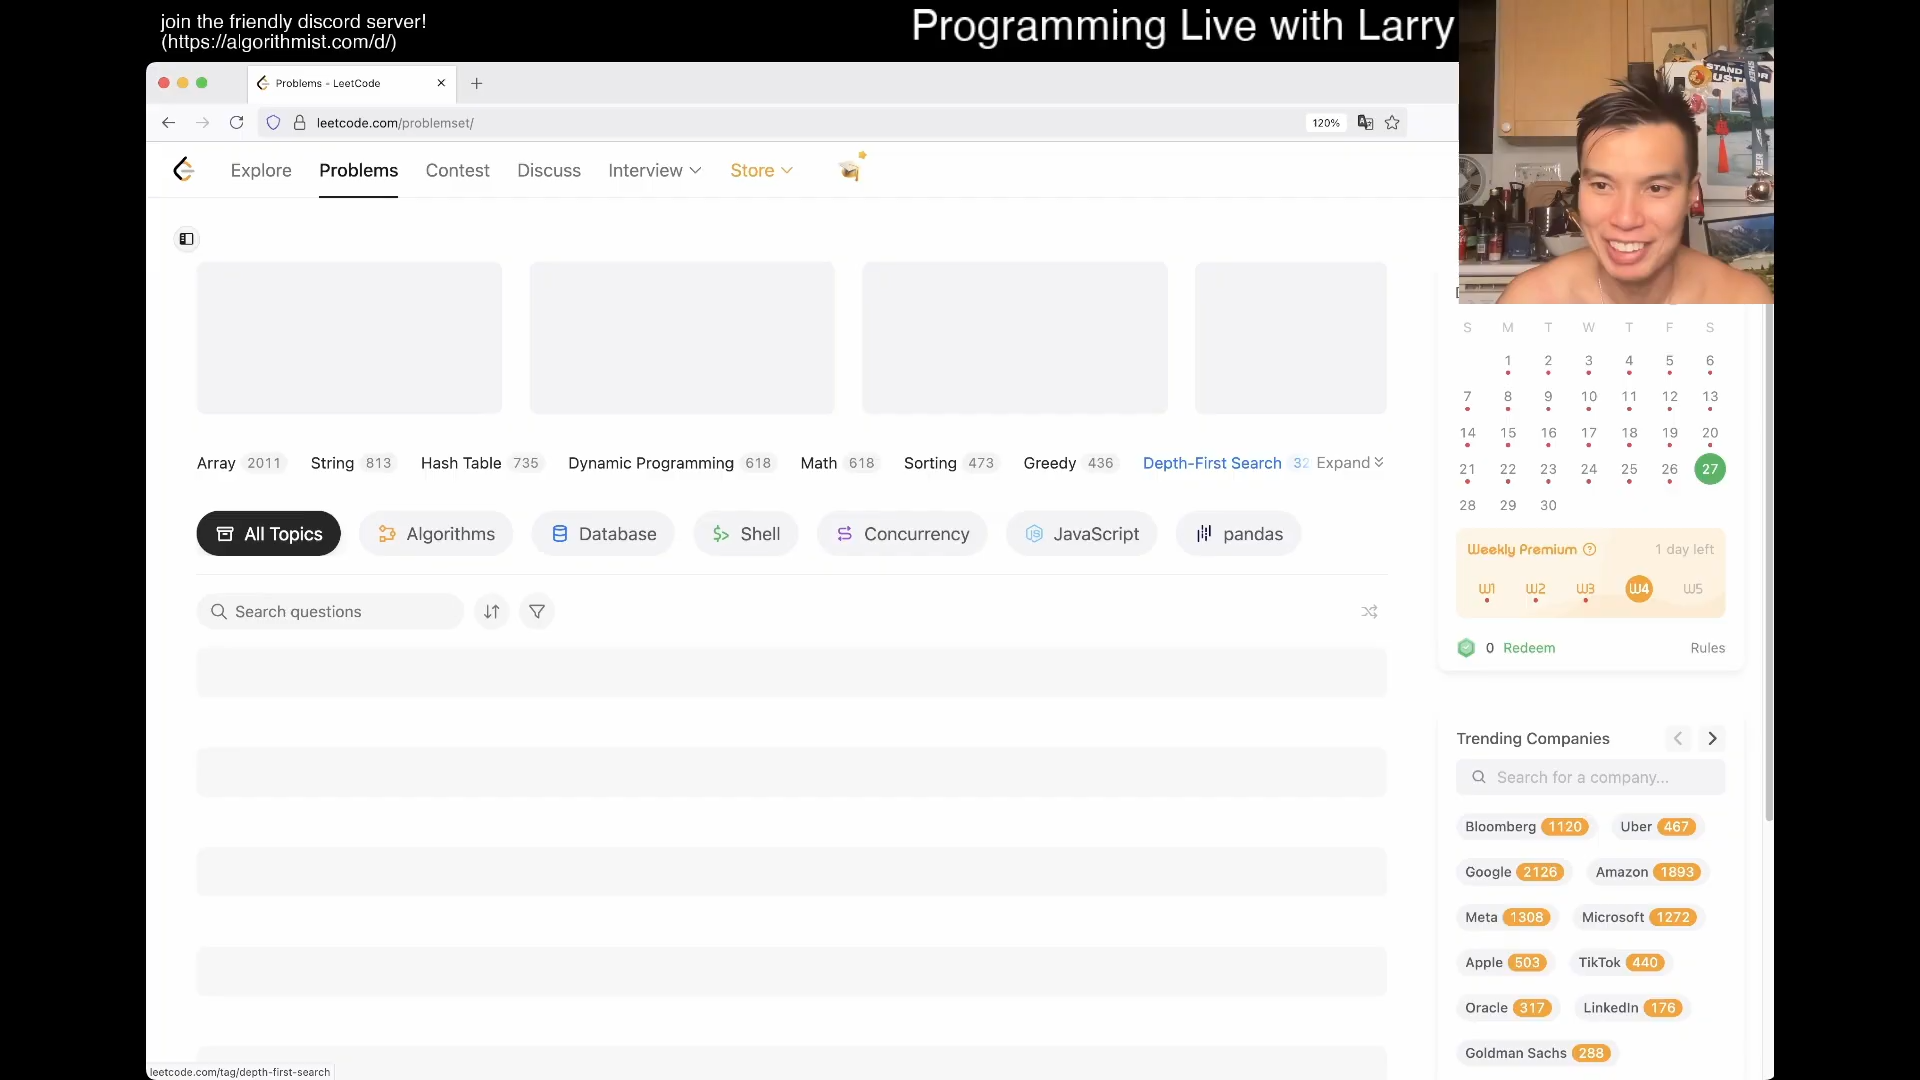 join the friendly discord server!
(https://algorithmist.com/d/)
Programming Live with Larry
Problems - LeetCode
leetcode.com/problemset/
120%
Explore Problems Contest Discuss Interview Store
STAND
S M T W T F S
1 2 3 4 5 6
7 8 9 10 11 12 13
14 15 16 17 18 19 20
21 22 23 24 25 26 27
28 29 30
Array 2011 String 813 Hash Table 735 Dynamic Programming 618 Math 618 Sorting 473 Greedy 436 Depth-First Search 32 Expand
All Topics Algorithms Database Shell Concurrency JavaScript pandas
Weekly Premium ? 1 day left
W1 W2 W3 W4 W5
Search questions
0 Redeem Rules
Trending Companies
Search for a company...
Bloomberg 1120 Uber 467
Google 2126 Amazon 1893
Meta 1308 Microsoft 1272
Apple 503 TikTok 440
Oracle 317 LinkedIn 176
Goldman Sachs 288
leetcode.com/tag/depth-first-search